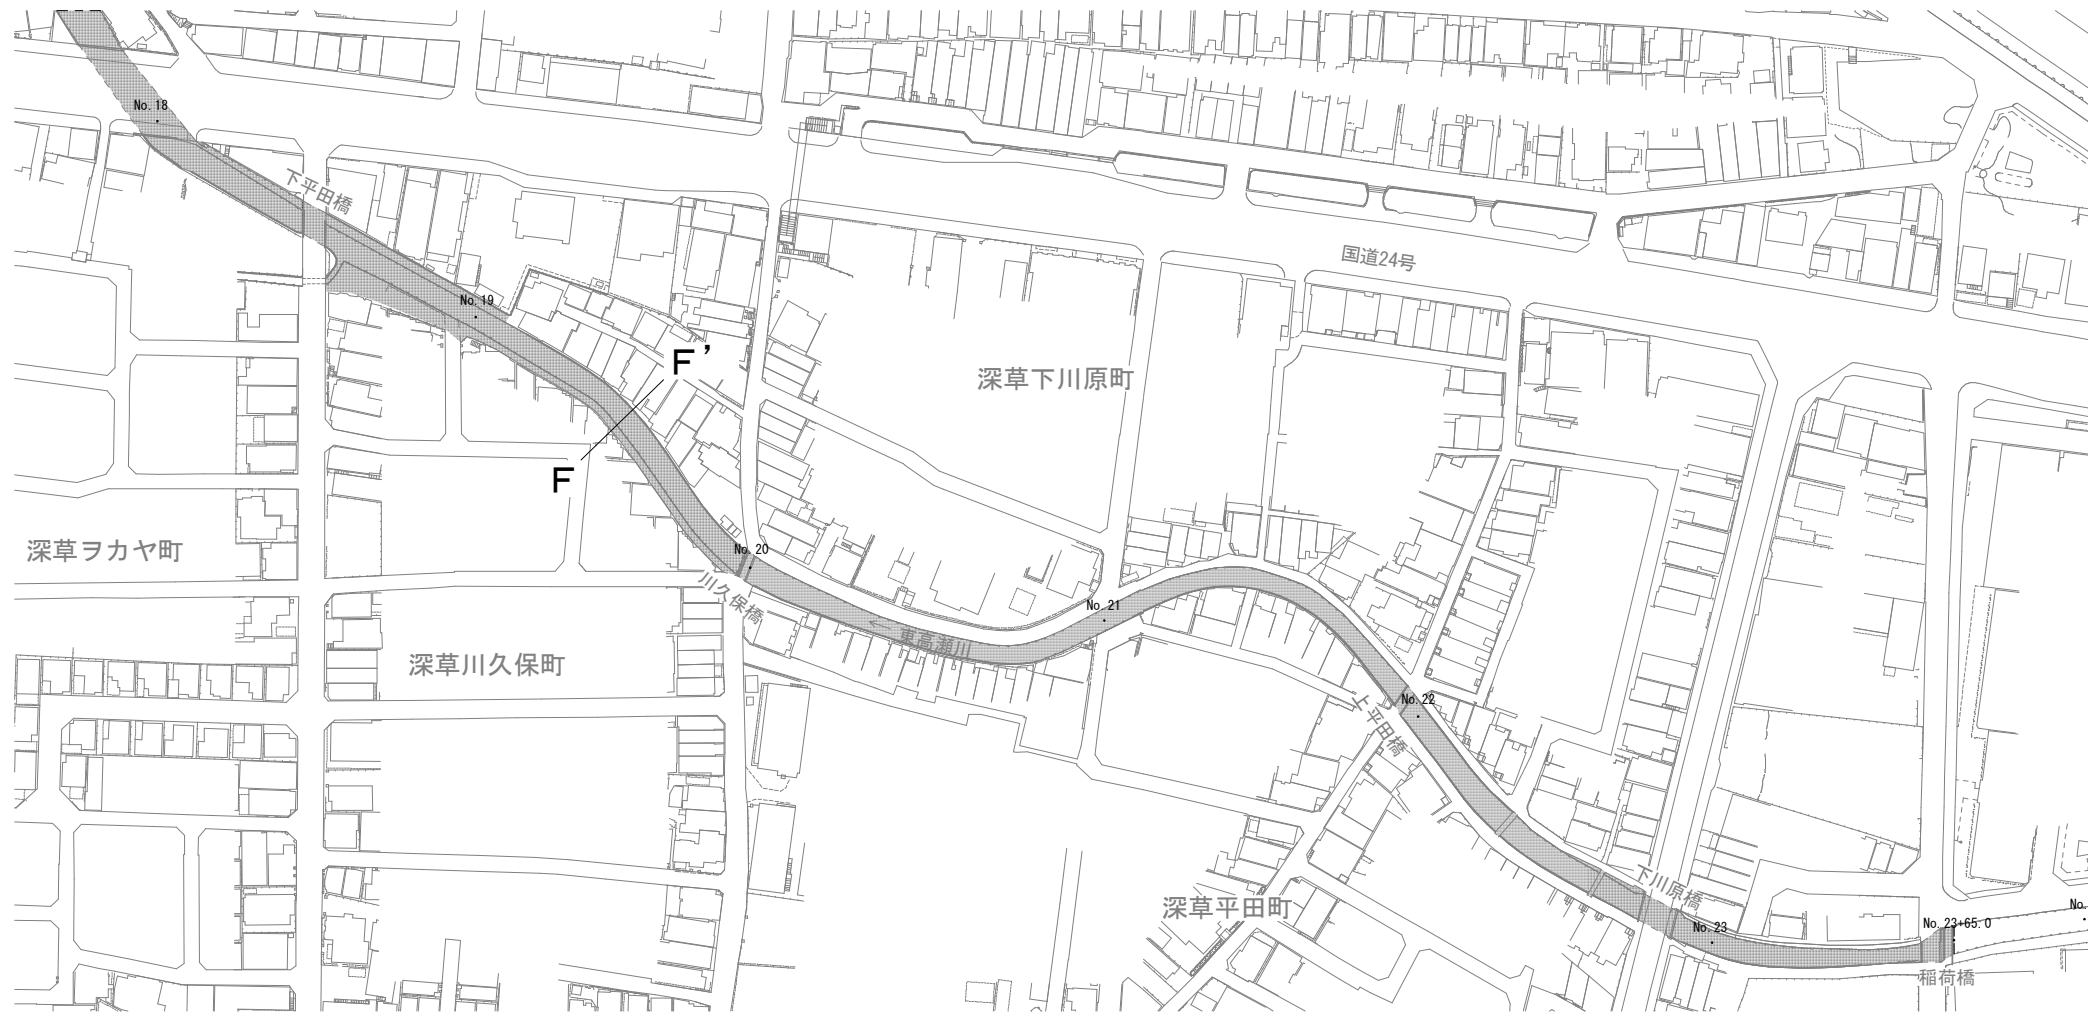 No.18
下平田橋
No.19
国道24号
F’
深草下川原町
F
深草ヲカヤ町
No.20
川久保橋
No.21
← 東高瀬川
深草川久保町
No.22
上平田橋
下川原橋
深草平田町
No.
No.23
No.23+65.0
稲荷橋